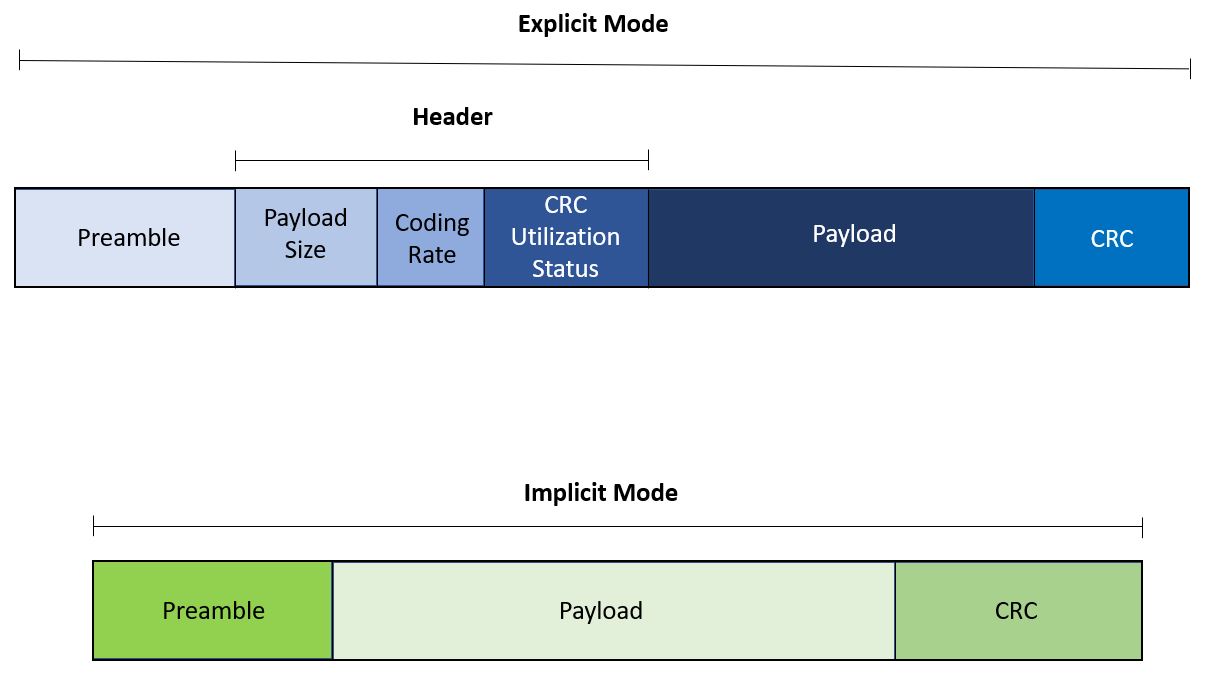 Explicit Mode
Header
Preamble
Payload
Size
Coding
Rate
CRC
Utilization
Status
Payload
CRC
Implicit Mode
Preamble
Payload
CRC